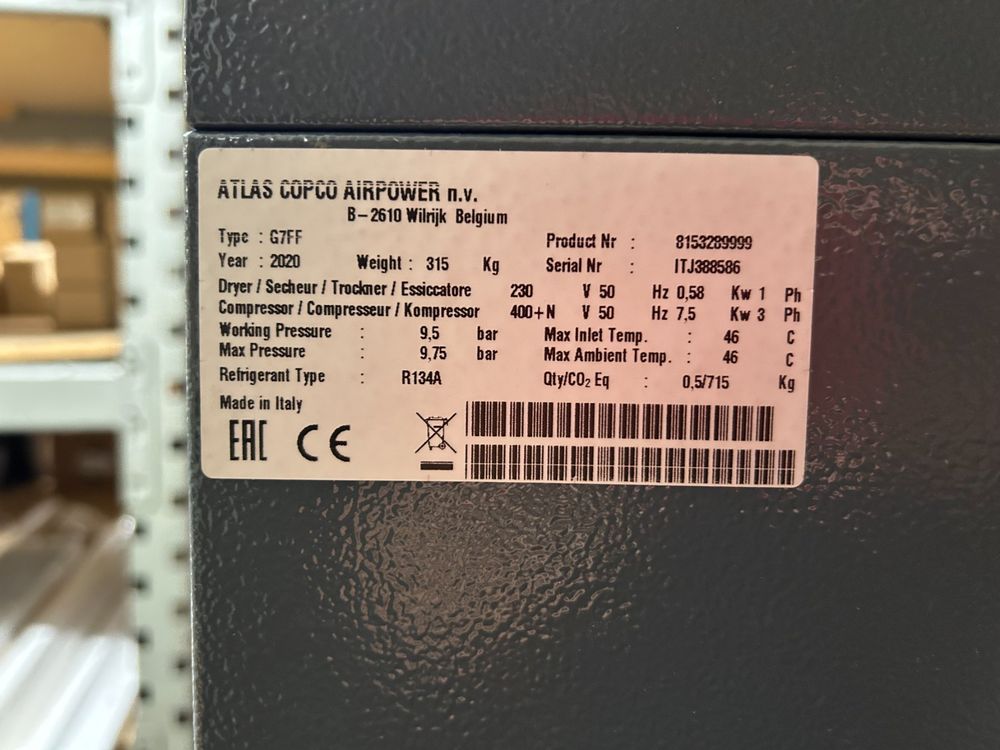 ATLAS COPCO AIRPOWER n.v.
B-2610 Wilrijk Belgium
Type : G7FF Product Nr : 8153289999
Year : 2020 Weight : 315 Kg Serial Nr : ITJ388586
Dryer / Secheur / Trockner / Essiccatore 230 V 50 Hz 0,58 Kw 1 Ph
Compressor / Compresseur / Kompressor 400+N V 50 Hz 7,5 Kw 3 Ph
Working Pressure : 9,5 bar Max Inlet Temp. : 46 C
Max Pressure : 9,75 bar Max Ambient Temp. : 46 C
Refrigerant Type : R134A Qty/CO₂ Eq : 0,5/715 Kg
Made in Italy
EAC CE